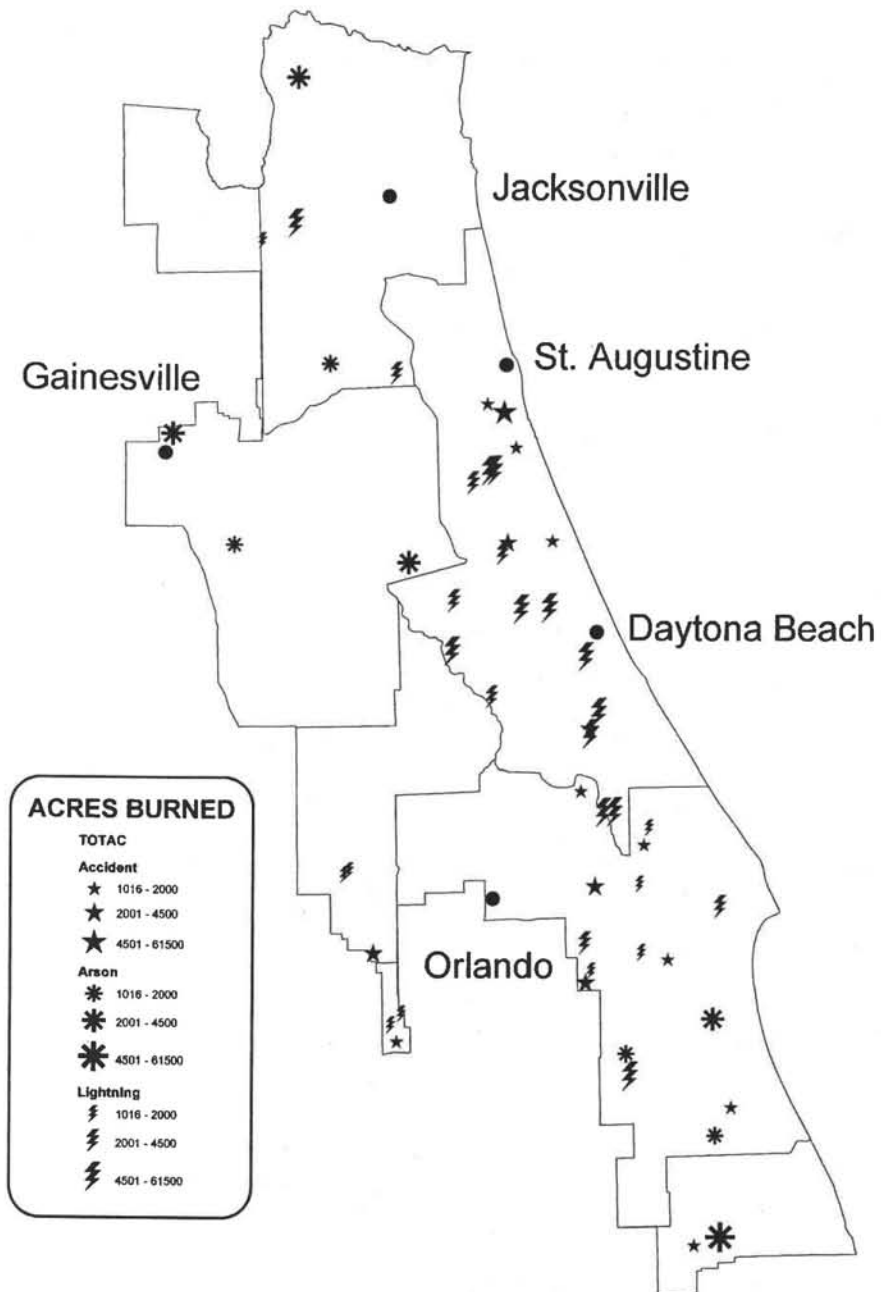 Jacksonville
St. Augustine
Gainesville
Daytona Beach
ACRES BURNED
TOTAC
Accident
1016 - 2000
2001 - 4500
4501 - 61500
Arson
1016 - 2000
2001 - 4500
4501 - 61500
Lightning
1016 - 2000
2001 - 4500
4501 - 61500
Orlando